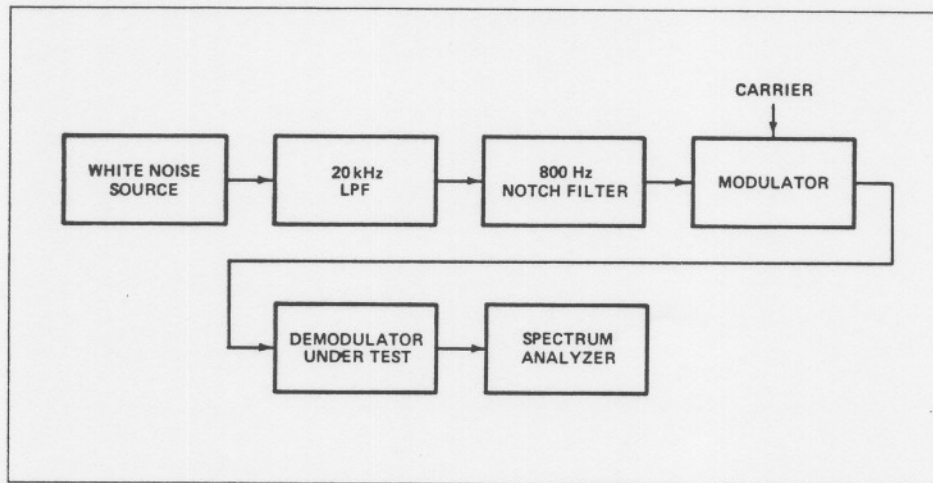 CARRIER
WHITE NOISE
SOURCE
20 kHz
LPF
800 Hz
NOTCH FILTER
MODULATOR
DEMODULATOR
UNDER TEST
SPECTRUM
ANALYZER